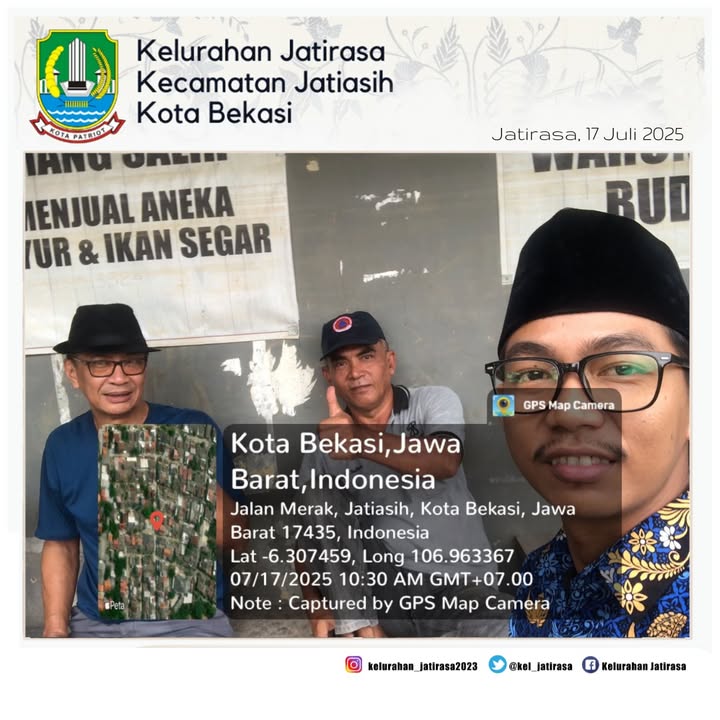 Kelurahan Jatirasa
Kecamatan Jatiasih
Kota Bekasi
KOTA PATRIOT
Jatirasa, 17 Juli 2025
MENJUAL ANEKA
& IKAN SEGAR
GPS Map Camera
Kota Bekasi,Jawa
Barat,Indonesia
Jalan Merak, Jatiasih, Kota Bekasi, Jawa
Barat 17435, Indonesia
Lat -6.307459, Long 106.963367
07/17/2025 10:30 AM GMT+07.00
Note : Captured by GPS Map Camera
Peta
kelurahan_jatirasa2023 @kel_jatirasa Kelurahan Jatirasa